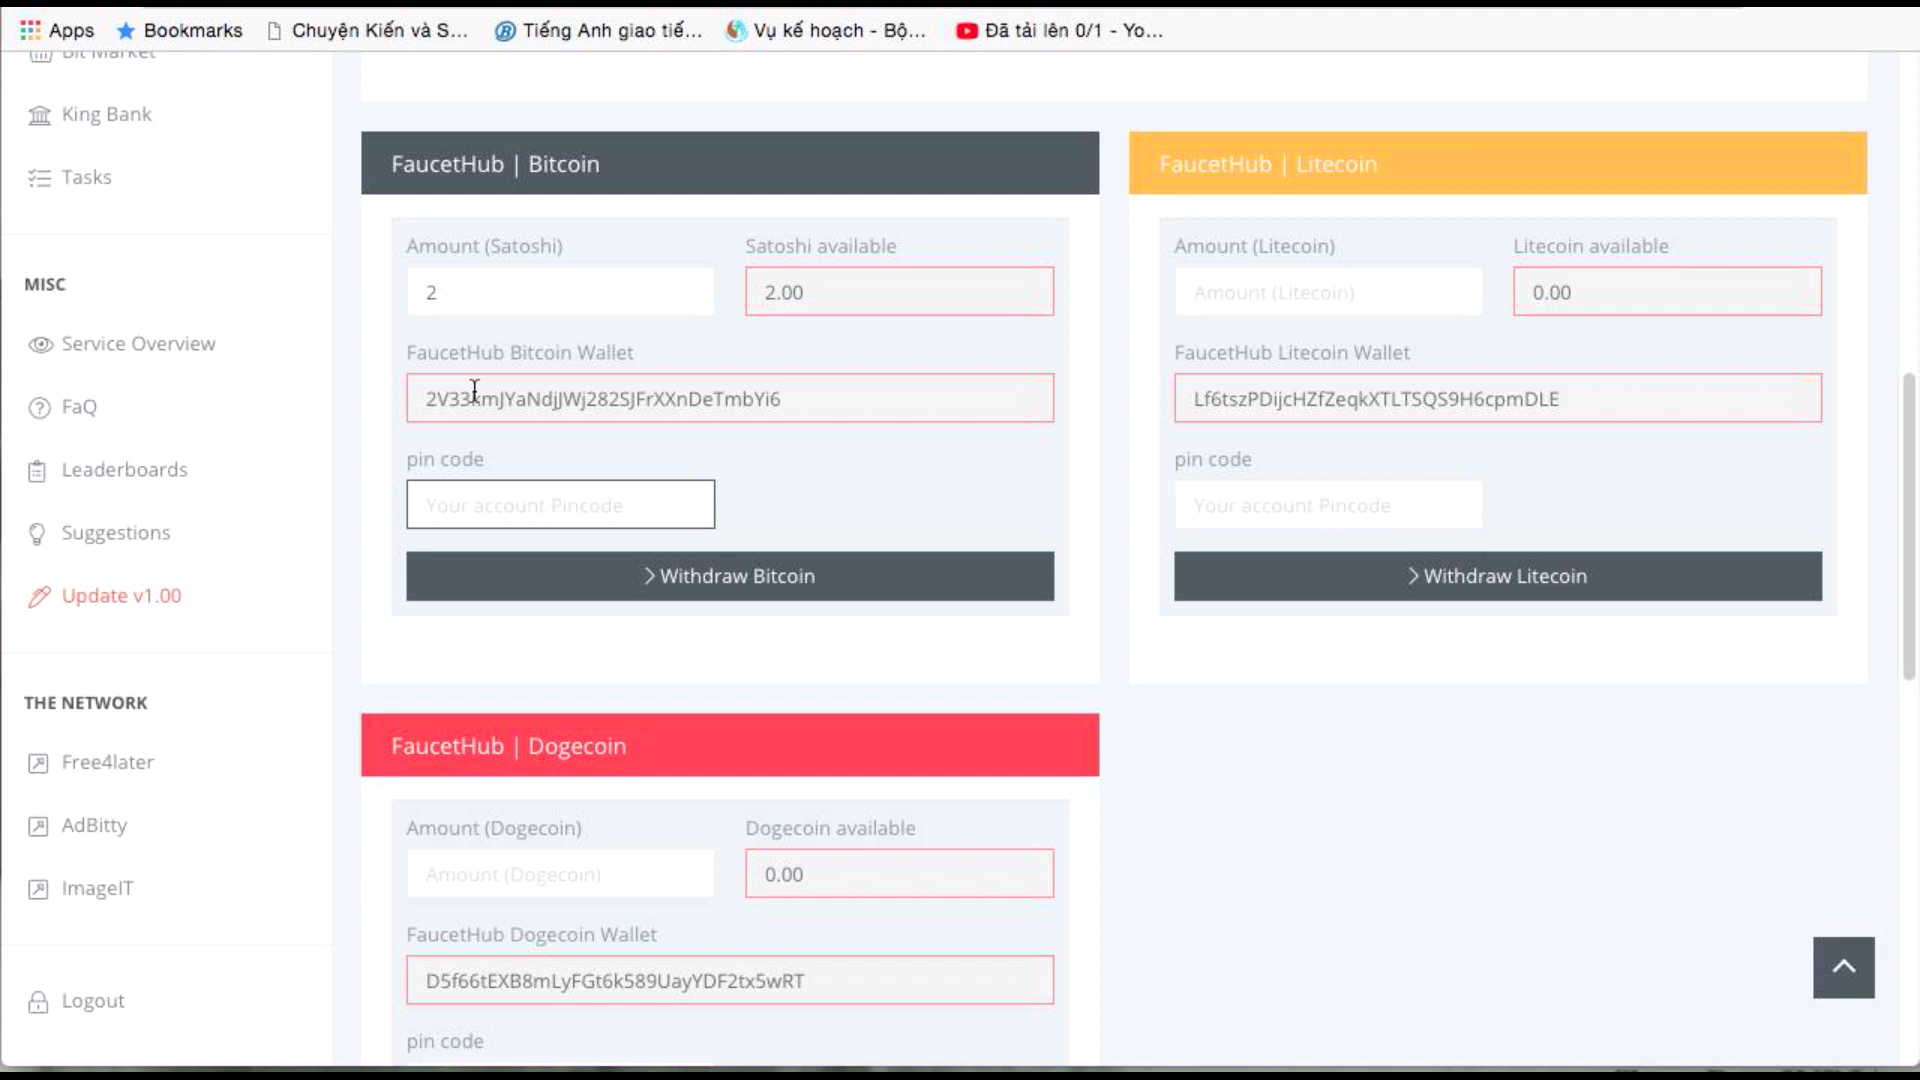 Apps
Bookmarks
Chuyện Kiến và S...
Tiếng Anh giao tiế...
Vụ kế hoạch - Bộ...
Đã tải lên 0/1 - Yo...
Bit Market
King Bank
Tasks
MISC
Service Overview
FaQ
Leaderboards
Suggestions
Update v1.00
THE NETWORK
Free4later
AdBitty
ImageIT
Logout
FaucetHub | Bitcoin
Amount (Satoshi)
Satoshi available
2
2.00
FaucetHub Bitcoin Wallet
pin code
Your account Pincode
Withdraw Bitcoin
FaucetHub | Litecoin
Amount (Litecoin)
Litecoin available
Amount (Litecoin)
0.00
FaucetHub Litecoin Wallet
Lf6tszPDijcHZfZeqkXTLTSQS9H6cpmDLE
pin code
Your account Pincode
Withdraw Litecoin
FaucetHub | Dogecoin
Amount (Dogecoin)
Dogecoin available
Amount (Dogecoin)
0.00
FaucetHub Dogecoin Wallet
D5f66tEXB8mLyFGt6k589UayYDF2tx5wRT
pin code